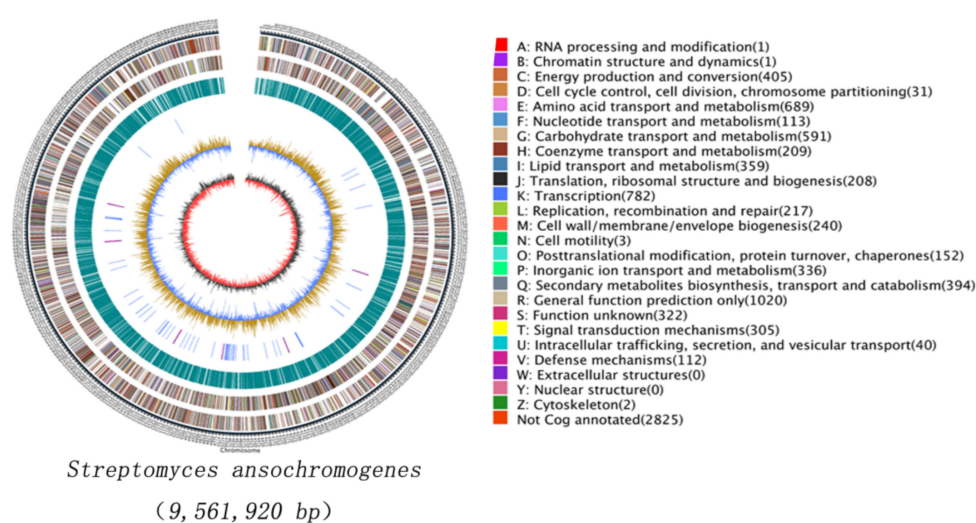 A: RNA processing and modification(1)
B: Chromatin structure and dynamics(1)
C: Energy production and conversion(405)
D: Cell cycle control, cell division, chromosome partitioning(31)
E: Amino acid transport and metabolism(689)
F: Nucleotide transport and metabolism(113)
G: Carbohydrate transport and metabolism(591)
H: Coenzyme transport and metabolism(209)
I: Lipid transport and metabolism(359)
J: Translation, ribosomal structure and biogenesis(208)
K: Transcription(782)
L: Replication, recombination and repair(217)
M: Cell wall/membrane/envelope biogenesis(240)
N: Cell motility(3)
O: Posttranslational modification, protein turnover, chaperones(152)
P: Inorganic ion transport and metabolism(336)
Q: Secondary metabolites biosynthesis, transport and catabolism(394)
R: General function prediction only(1020)
S: Function unknown(322)
T: Signal transduction mechanisms(305)
U: Intracellular trafficking, secretion, and vesicular transport(40)
V: Defense mechanisms(112)
W: Extracellular structures(0)
Y: Nuclear structure(0)
Z: Cytoskeleton(2)
Not Cog annotated(2825)
Chromosome
Streptomyces ansochromogenes
(9,561,920 bp)